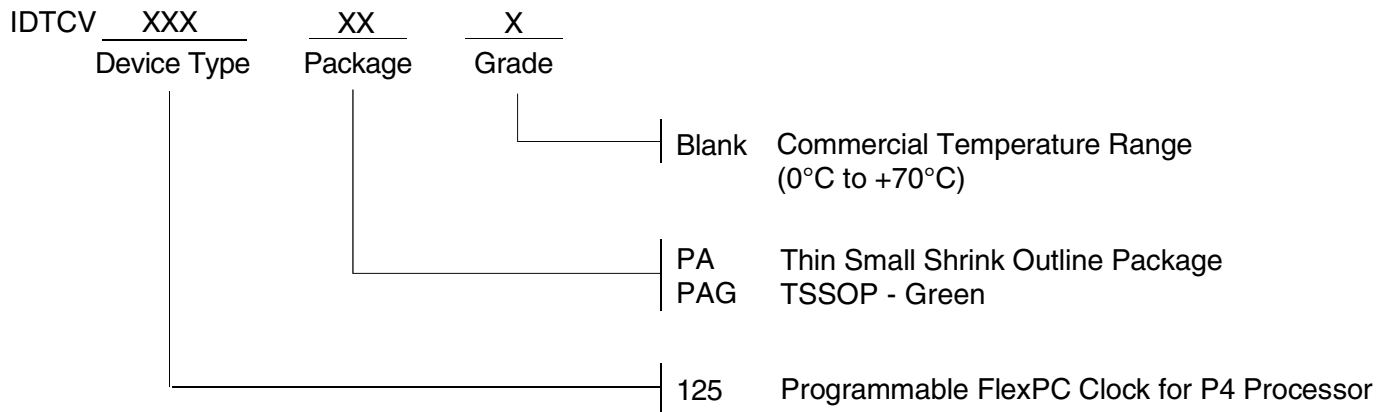 IDTCV XXX XX X
Device Type Package Grade
Blank Commercial Temperature Range
(0°C to +70°C)
PA Thin Small Shrink Outline Package
PAG TSSOP - Green
125 Programmable FlexPC Clock for P4 Processor